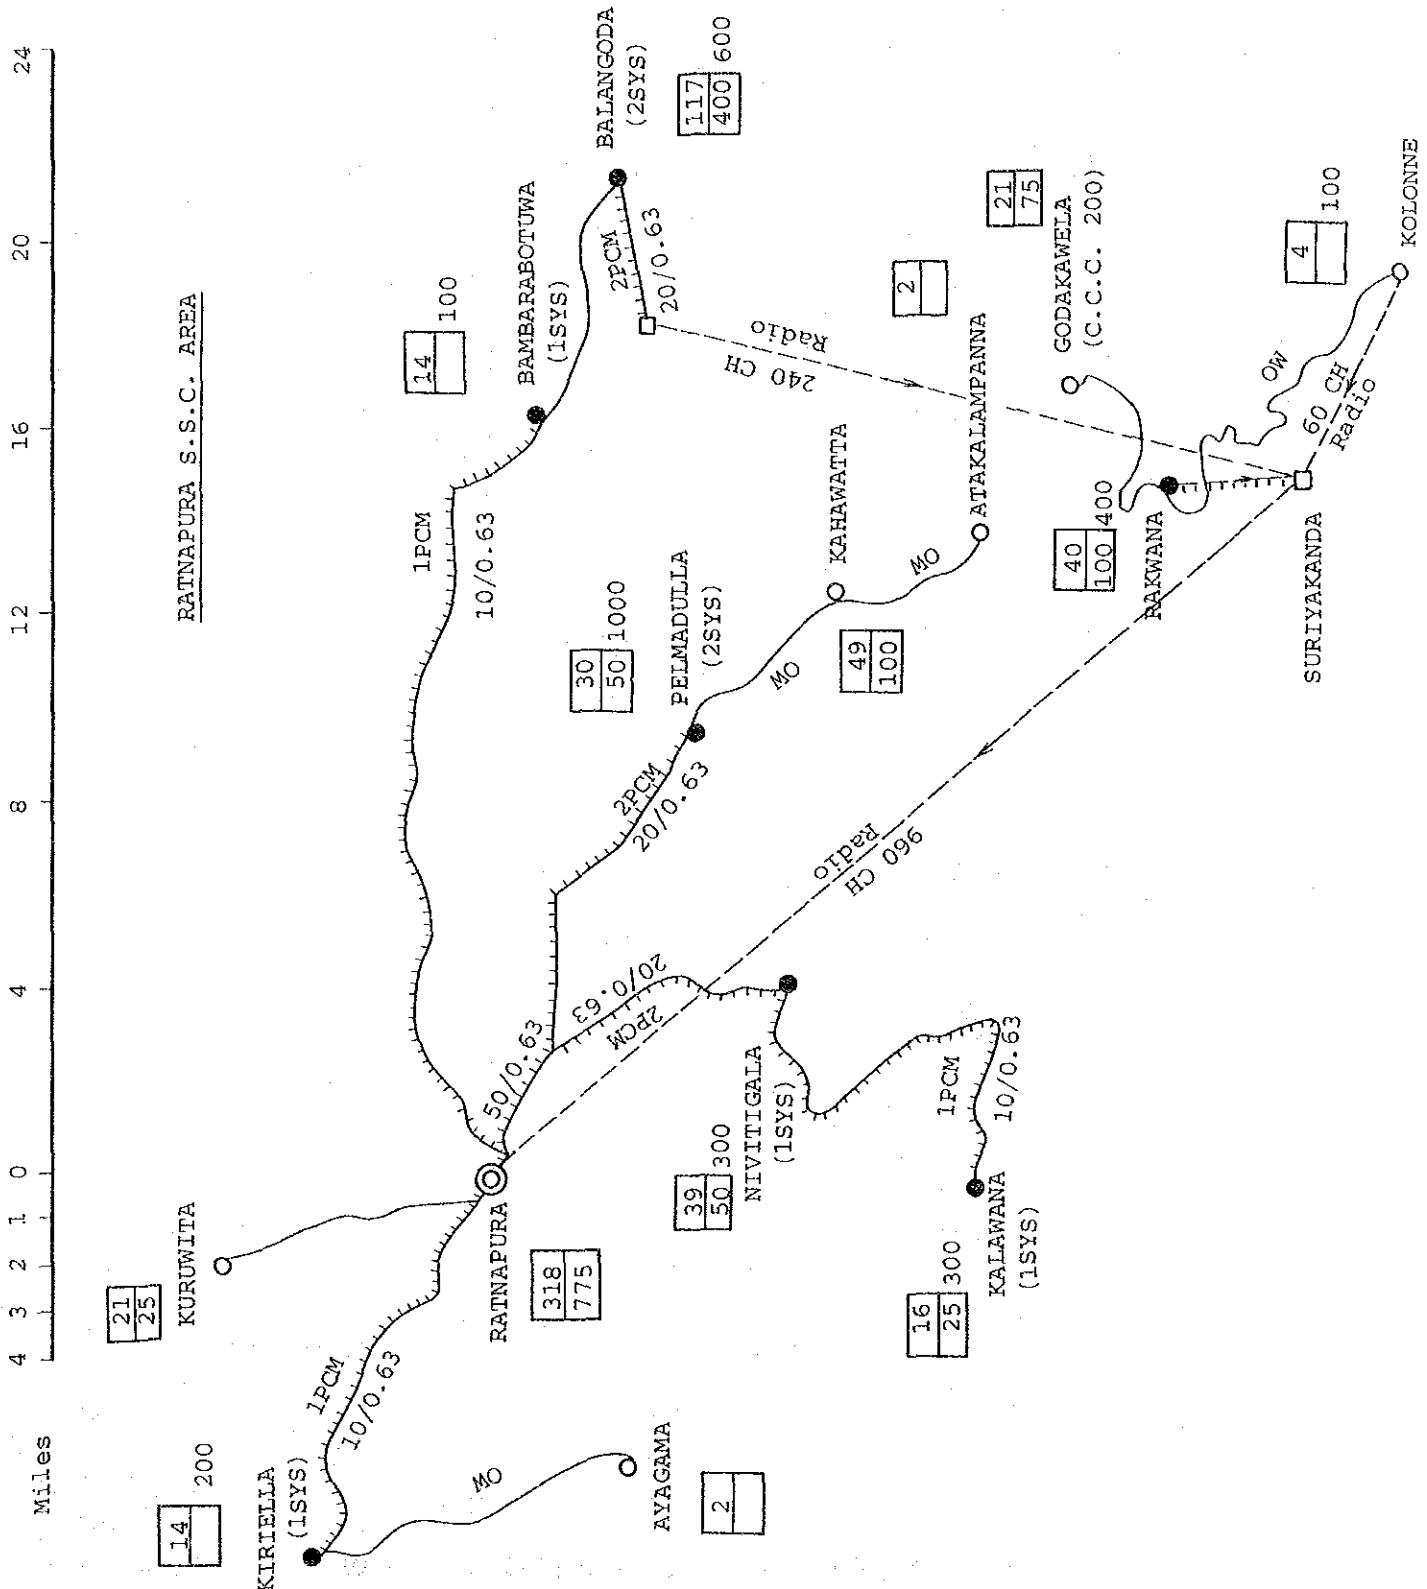 RATNAPURA S.S.C. AREA
Miles
4 3 2 1 0 4 8 12 16 20 24
14
200
KIRIELLA
(1SYS)
1PCM
10/0.63
OW
AYAGAMA
2
21
25
KURUWITA
RATNAPURA
318
775
50/0.63
1PCM
10/0.63
14
100
BAMBARABOTUWA
(1SYS)
BALANGODA
(2SYS)
117
400
600
2PCM
20/0.63
240 CH
Radio
30
50
1000
PELMADULLA
(2SYS)
2PCM
20/0.63
OW
KAHAWATTA
49
100
OW
ATAKALAMPANNA
2
21
75
GODAKAWELA
(C.C.C. 200)
2PCM
20/0.63
39
50
300
NIVITIGALA
(1SYS)
1PCM
10/0.63
16
25
300
KALAWANA
(1SYS)
960 CH
Radio
40
100
400
RAKWANA
SURIYAKANDA
OW
60 CH
Radio
4
100
KOLONNE